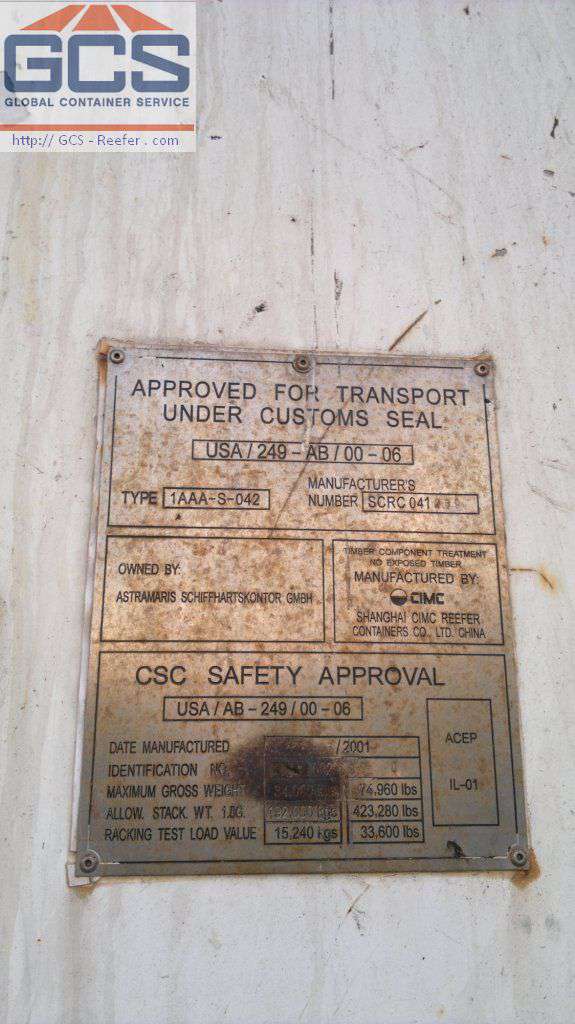 GCS
GLOBAL CONTAINER SERVICE
http:// GCS - Reefer . com
APPROVED FOR TRANSPORT
UNDER CUSTOMS SEAL
USA / 249 - AB / 00 - 06
TYPE 1AAA-S-042
MANUFACTURER'S
NUMBER SCRC 041
OWNED BY:
ASTRAMARIS SCHIFFHARTSKONTOR GMBH
TIMBER COMPONENT TREATMENT
NO EXPOSED TIMBER
MANUFACTURED BY:
CIMC
SHANGHAI CIMC REEFER
CONTAINERS CO., LTD. CHINA
CSC SAFETY APPROVAL
USA / AB - 249 / 00 - 06
DATE MANUFACTURED / 2001
IDENTIFICATION NO.
MAXIMUM GROSS WEIGHT 74,960 lbs
ALLOW. STACK. WT. 1.8G. kgs 423,280 lbs
RACKING TEST LOAD VALUE 15,240 kgs 33,600 lbs
ACEP
IL-01